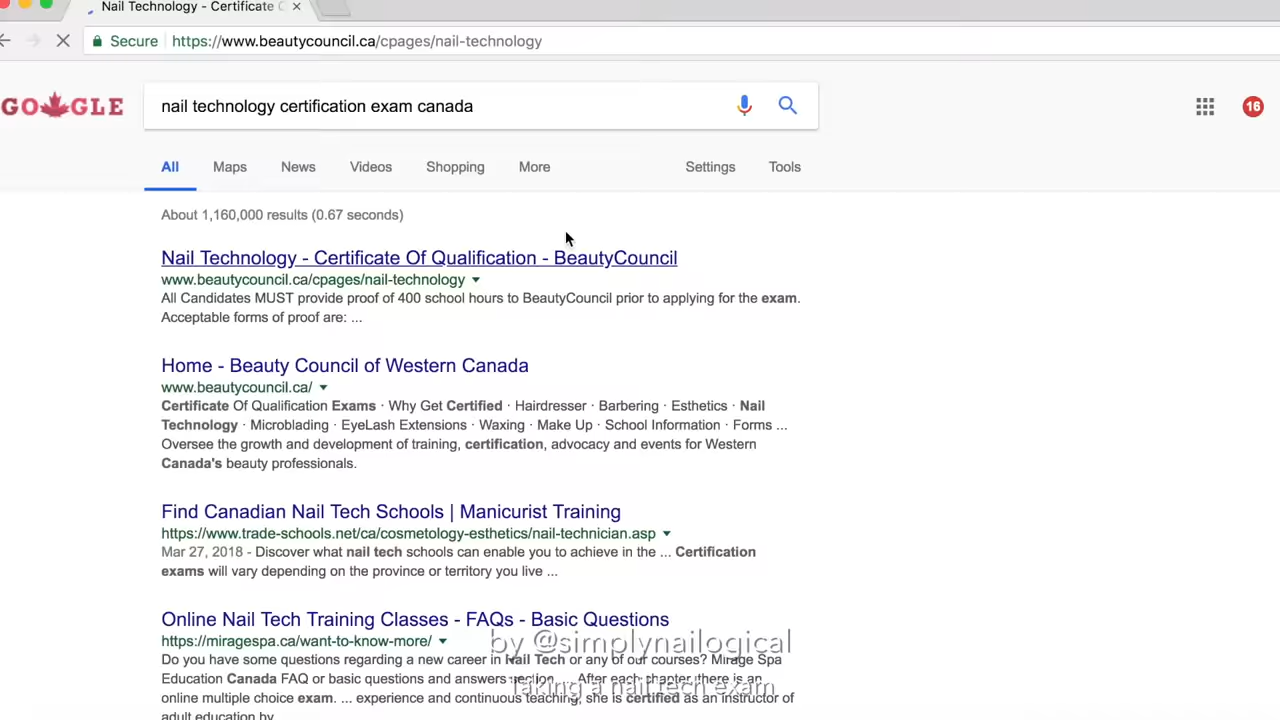 Nail Technology - Certificate
Secure https://www.beautycouncil.ca/cpages/nail-technology
GOOGLE
nail technology certification exam canada
16
All Maps News Videos Shopping More Settings Tools
About 1,160,000 results (0.67 seconds)
Nail Technology - Certificate Of Qualification - BeautyCouncil
www.beautycouncil.ca/cpages/nail-technology
All Candidates MUST provide proof of 400 school hours to BeautyCouncil prior to applying for the exam.
Acceptable forms of proof are: ...
Home - Beauty Council of Western Canada
www.beautycouncil.ca/
Certificate Of Qualification Exams · Why Get Certified · Hairdresser · Barbering · Esthetics · Nail
Technology · Microblading · EyeLash Extensions · Waxing · Make Up · School Information · Forms ...
Oversee the growth and development of training, certification, advocacy and events for Western
Canada's beauty professionals.
Find Canadian Nail Tech Schools | Manicurist Training
https://www.trade-schools.net/ca/cosmetology-esthetics/nail-technician.asp
Mar 27, 2018 - Discover what nail tech schools can enable you to achieve in the ... Certification
exams will vary depending on the province or territory you live ...
Online Nail Tech Training Classes - FAQs - Basic Questions
https://miragespa.ca/want-to-know-more/
by @simplynailogical
Do you have some questions regarding a new career in Nail Tech or any of our courses? Mirage Spa
Education Canada FAQ or basic questions and answers section. ... After each chapter there is an
taking a nail tech exam
online multiple choice exam. ... experience and continuous teaching, she is certified as an instructor of
adult education by